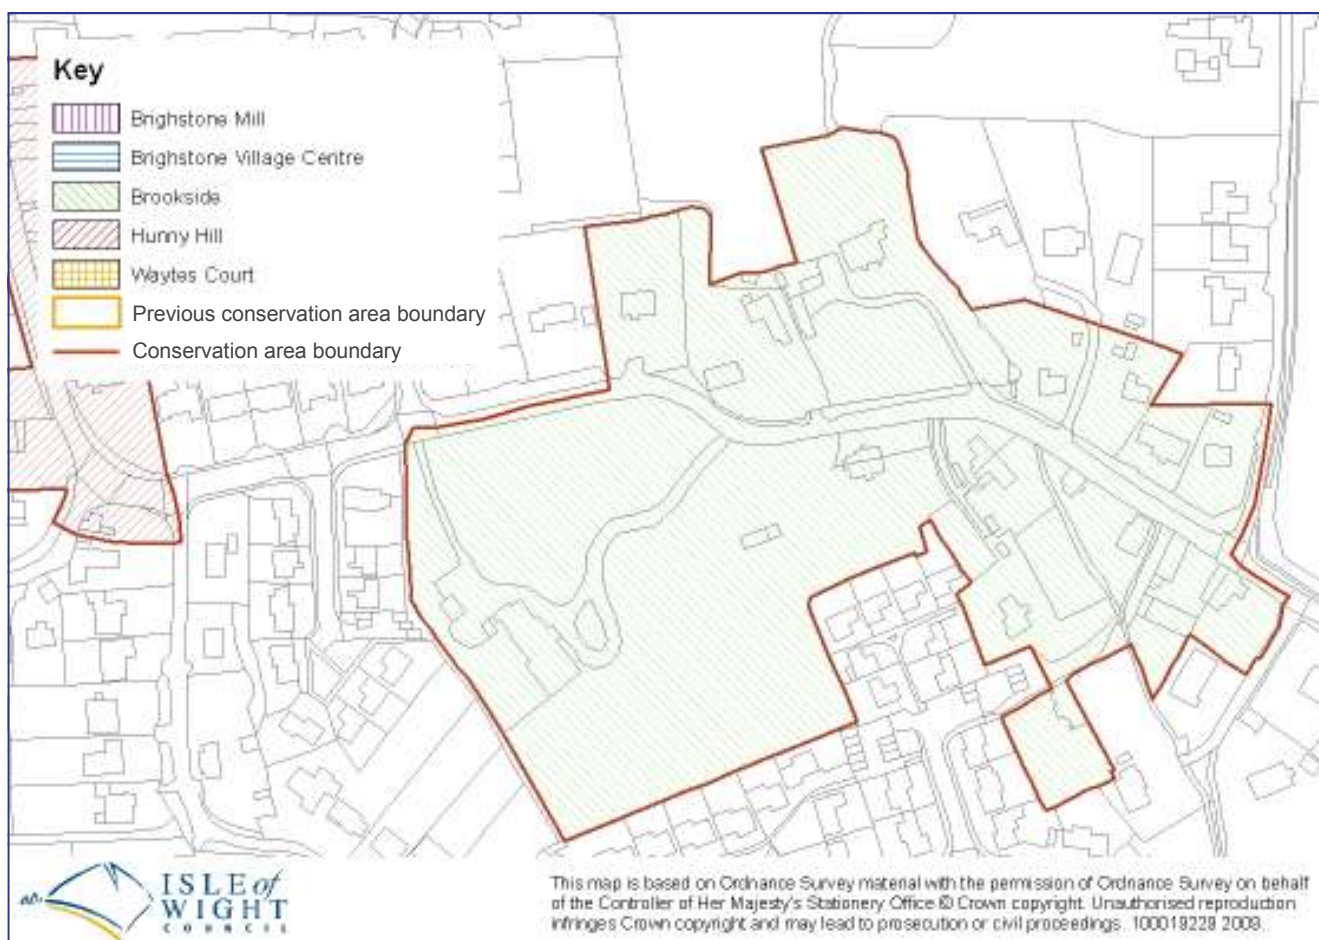 Key
Brighstone Mill
Brighstone Village Centre
Brookside
Hunny Hill
Waytes Court
Previous conservation area boundary
Conservation area boundary
ISLE of
WIGHT
COUNCIL
This map is based on Ordnance Survey material with the permission of Ordnance Survey on behalf
of the Controller of Her Majesty's Stationery Office © Crown copyright. Unauthorised reproduction
infringes Crown copyright and may lead to prosecution or civil proceedings. 100019229 2009.